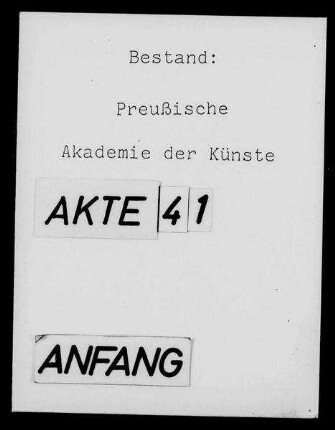 Bestand:
Preußische
Akademie der Künste
AKTE 41
ANFANG